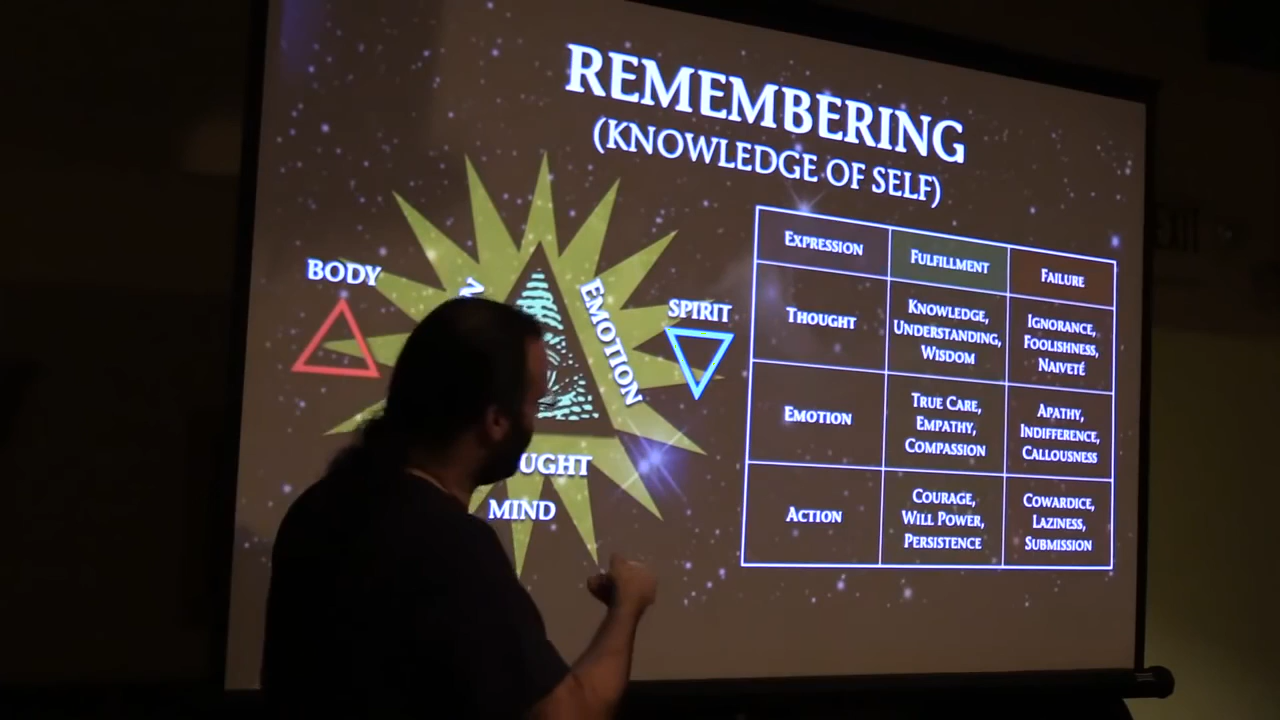 REMEMBERING
(KNOWLEDGE OF SELF)
BODY
EMOTION
SPIRIT
UGHT
MIND
EXPRESSION
FULFILLMENT
FAILURE
THOUGHT
KNOWLEDGE,
UNDERSTANDING,
WISDOM
IGNORANCE,
FOOLISHNESS,
NAIVETÉ
EMOTION
TRUE CARE,
EMPATHY,
COMPASSION
APATHY,
INDIFFERENCE,
CALLOUSNESS
ACTION
COURAGE,
WILL POWER,
PERSISTENCE
COWARDICE,
LAZINESS,
SUBMISSION